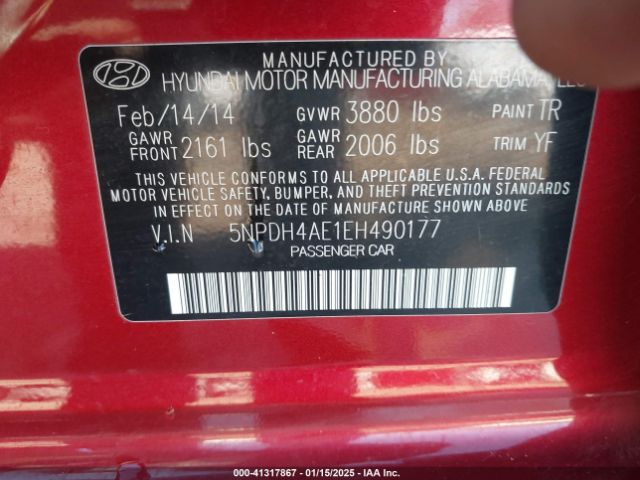 MANUFACTURED BY
HYUNDAI MOTOR MANUFACTURING ALABAMA, LLC
Feb/14/14 GVWR 3880 lbs PAINT TR
GAWR FRONT 2161 lbs GAWR REAR 2006 lbs TRIM YF
THIS VEHICLE CONFORMS TO ALL APPLICABLE U.S.A. FEDERAL
MOTOR VEHICLE SAFETY, BUMPER, AND THEFT PREVENTION STANDARDS
IN EFFECT ON THE DATE OF MANUFACTURE SHOWN ABOVE.
V.I.N 5NPDH4AE1EH490177
PASSENGER CAR
000-41317867 - 01/15/2025 - IAA Inc.